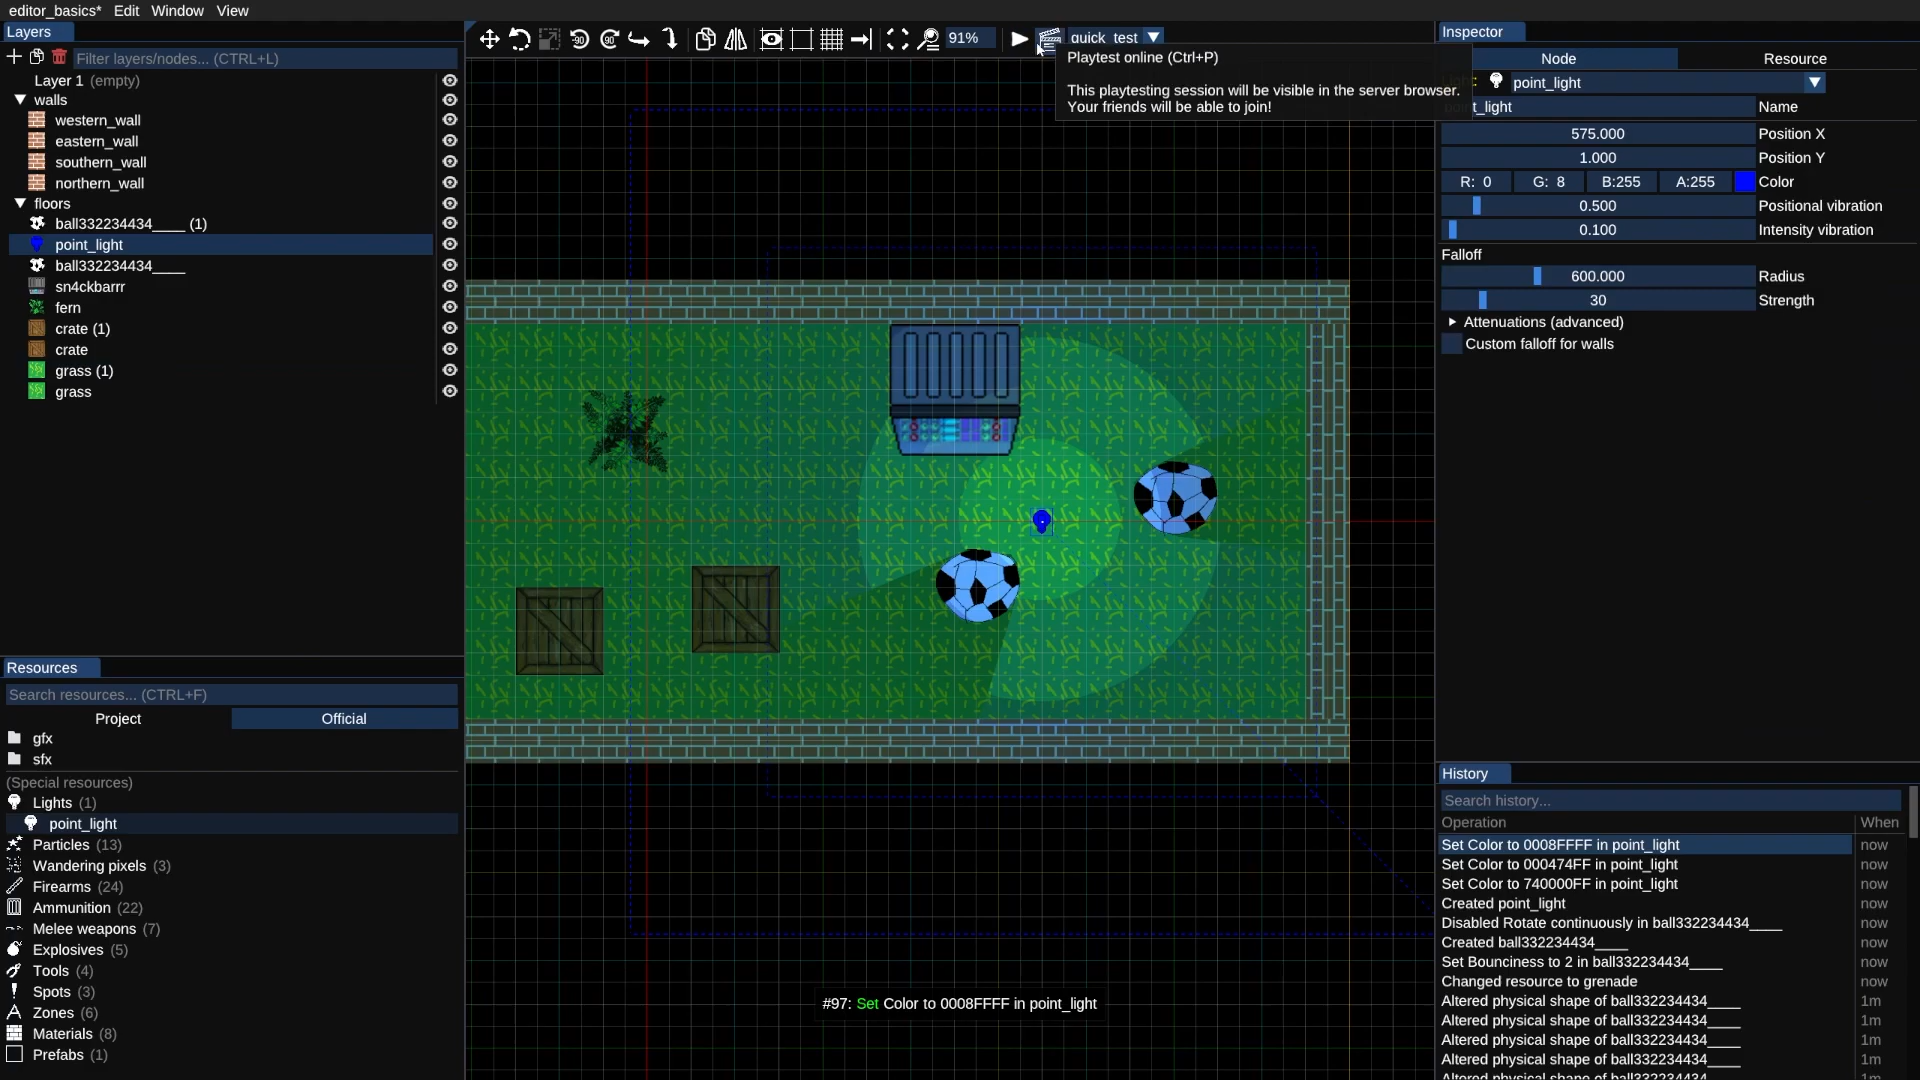 editor_basics* Edit Window View
Layers
Filter layers/nodes... (CTRL+L)
Layer 1 (empty)
walls
western_wall
eastern_wall
southern_wall
northern_wall
floors
ball332234434____ (1)
point_light
ball332234434____
sn4ckbarrr
fern
crate (1)
crate
grass (1)
grass
Resources
Search resources... (CTRL+F)
Project Official
gfx
sfx
(Special resources)
Lights (1)
point_light
Particles (13)
Wandering pixels (3)
Firearms (24)
Ammunition (22)
Melee weapons (7)
Explosives (5)
Tools (4)
Spots (3)
Zones (6)
Materials (8)
Prefabs (1)
90 90 91% quick_test
Playtest online (Ctrl+P)
This playtesting session will be visible in the server browser.
Your friends will be able to join!
#97: Set Color to 0008FFFF in point_light
Inspector
Node Resource
point_light
t_light Name
575.000 Position X
1.000 Position Y
R: 0 G: 8 B:255 A:255 Color
0.500 Positional vibration
0.100 Intensity vibration
Falloff
600.000 Radius
30 Strength
Attenuations (advanced)
Custom falloff for walls
History
Search history...
Operation When
Set Color to 0008FFFF in point_light now
Set Color to 000474FF in point_light now
Set Color to 740000FF in point_light now
Created point_light now
Disabled Rotate continuously in ball332234434____ now
Created ball332234434____ now
Set Bounciness to 2 in ball332234434____ now
Changed resource to grenade now
Altered physical shape of ball332234434____ 1m
Altered physical shape of ball332234434____ 1m
Altered physical shape of ball332234434____ 1m
Altered physical shape of ball332234434____ 1m
Altered physical shape of ball332234434____ 1m